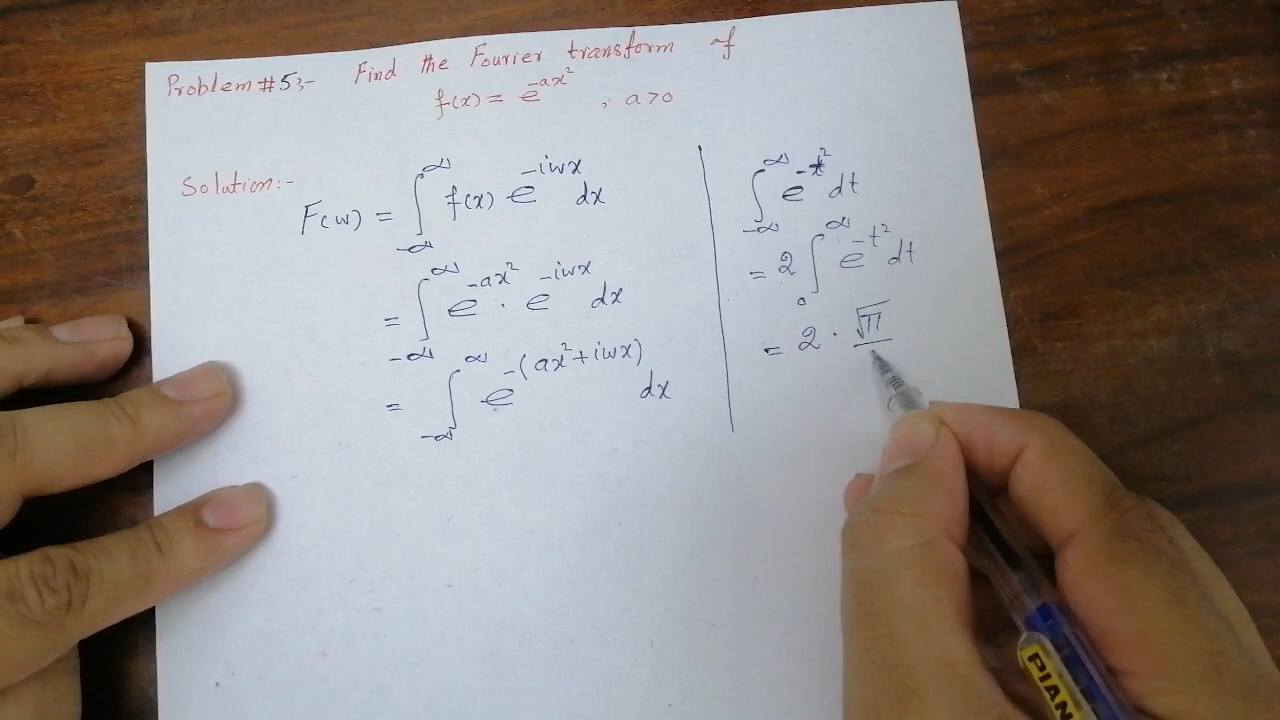 Problem #5:- Find the Fourier transform of
f(x) = e^{-ax²} , a>0
Solution:-
F(w) = ∫_{-∞}^{∞} f(x) e^{-iwx} dx
= ∫_{-∞}^{∞} e^{-ax²} . e^{-iwx} dx
= ∫_{-∞}^{∞} e^{-(ax²+iwx)} dx
∫_{-∞}^{∞} e^{-t²} dt
= 2 ∫_{0}^{∞} e^{-t²} dt
= 2 . √π
PIAN